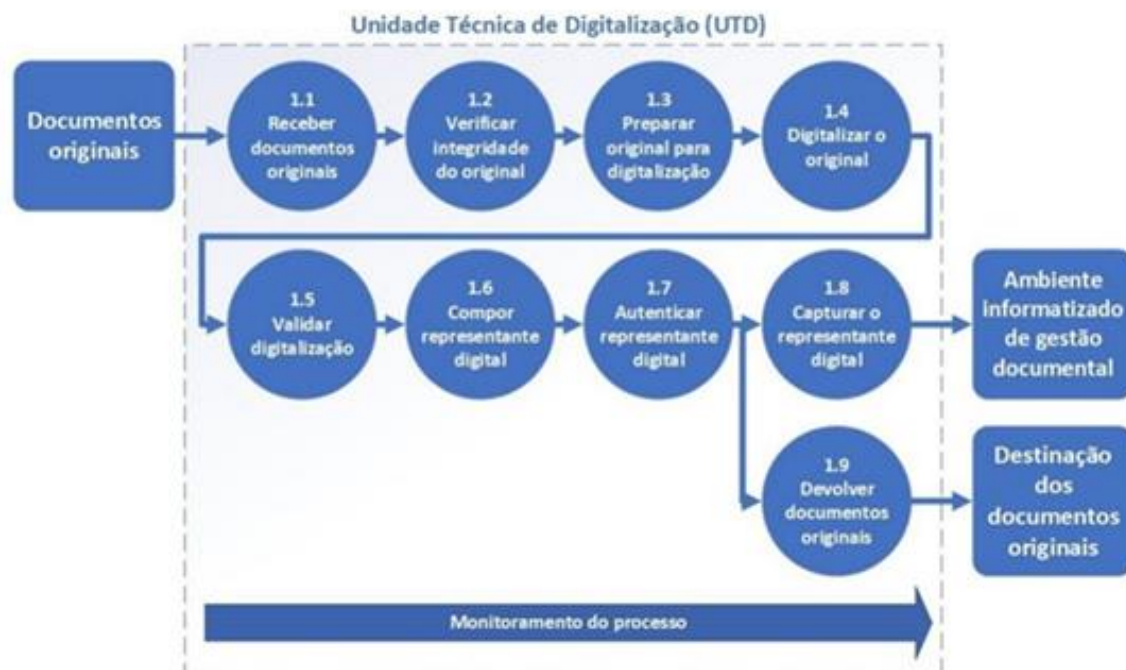 Unidade Técnica de Digitalização (UTD)
Documentos
originais
1.1
Receber
documentos
originais
1.2
Verificar
integridade
do original
1.3
Preparar
original para
digitalização
1.4
Digitalizar o
original
1.5
Validar
digitalização
1.6
Compor
representante
digital
1.7
Autenticar
representante
digital
1.8
Capturar o
representante
digital
Ambiente
informatizado
de gestão
documental
1.9
Devolver
documentos
originais
Destinação
dos
documentos
originais
Monitoramento do processo